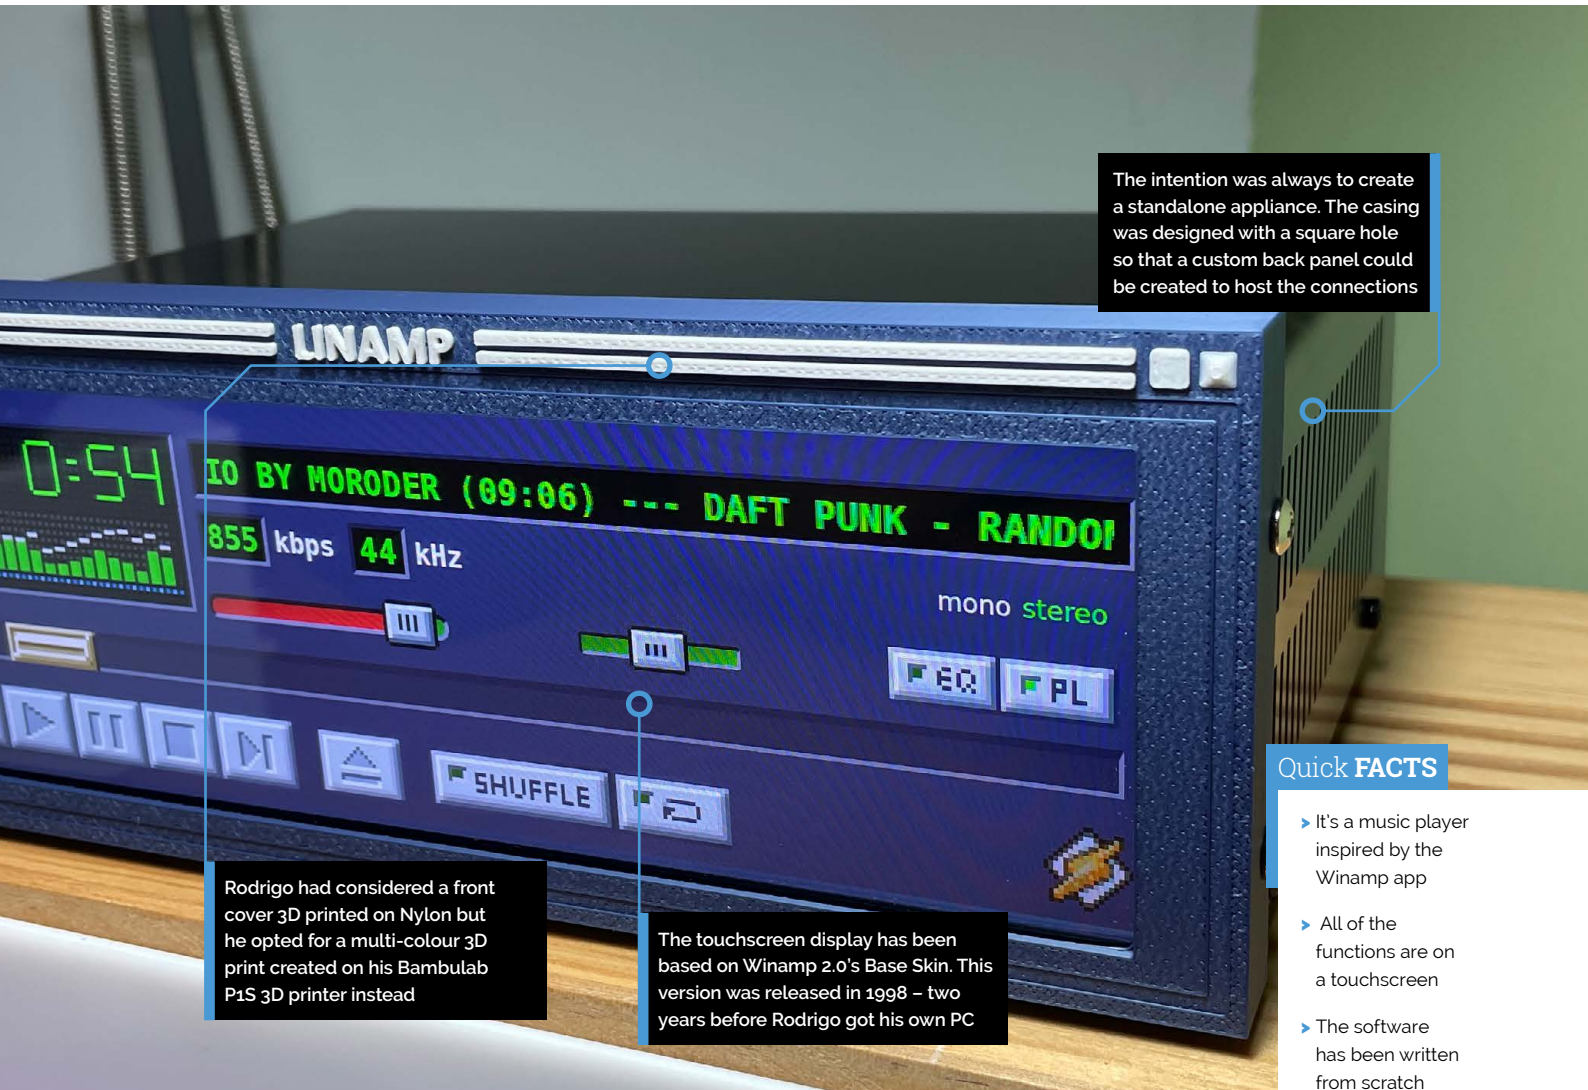 The intention was always to create
a standalone appliance. The casing
was designed with a square hole
so that a custom back panel could
be created to host the connections
LINAMP
0:54
IO BY MORODER (09:06) --- DAFT PUNK - RANDOM
855 kbps 44 kHz
mono stereo
EQ PL
SHUFFLE
Rodrigo had considered a front
cover 3D printed on Nylon but
he opted for a multi-colour 3D
print created on his Bambulab
P1S 3D printer instead
The touchscreen display has been
based on Winamp 2.0's Base Skin. This
version was released in 1998 – two
years before Rodrigo got his own PC
Quick FACTS
> It's a music player
inspired by the
Winamp app
> All of the
functions are on
a touchscreen
> The software
has been written
from scratch